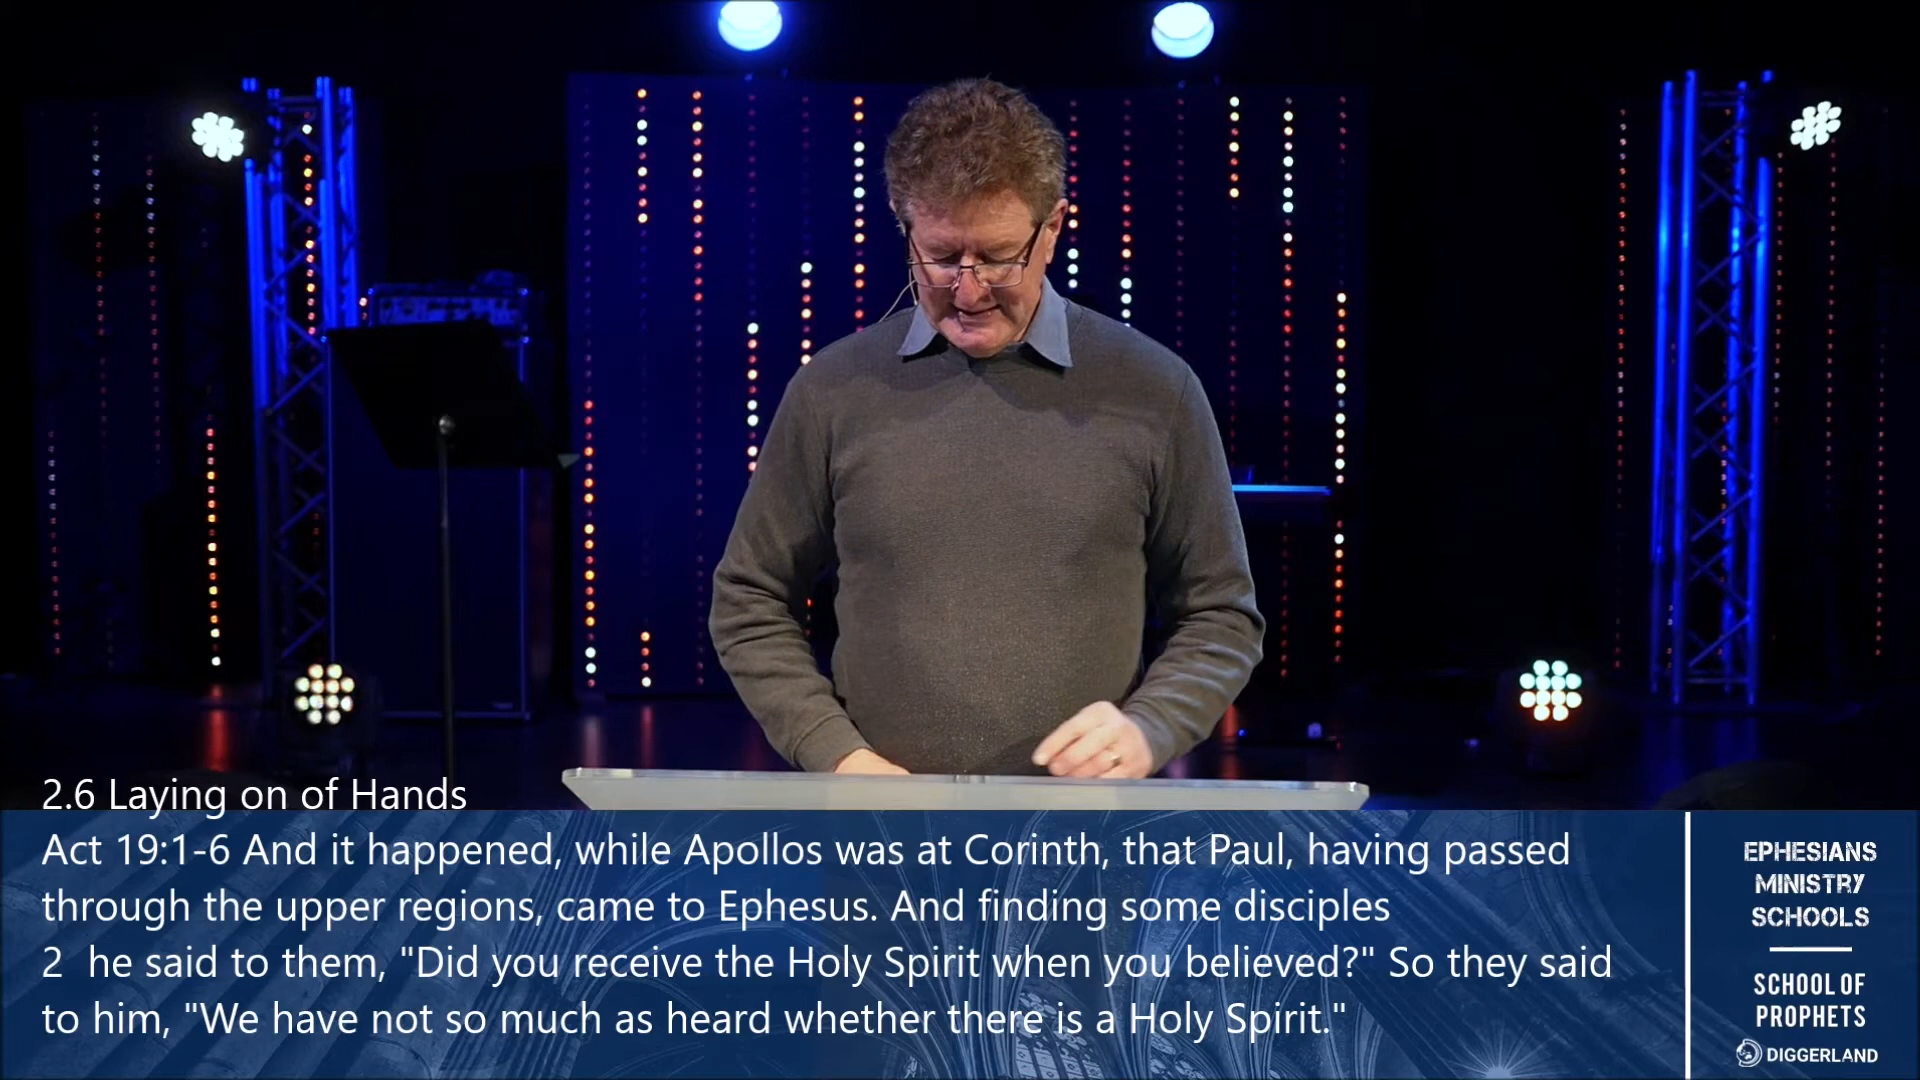 2.6 Laying on of Hands
Act 19:1-6 And it happened, while Apollos was at Corinth, that Paul, having passed
through the upper regions, came to Ephesus. And finding some disciples
2  he said to them, "Did you receive the Holy Spirit when you believed?" So they said
to him, "We have not so much as heard whether there is a Holy Spirit."
EPHESIANS
MINISTRY
SCHOOLS
SCHOOL OF
PROPHETS
DIGGERLAND